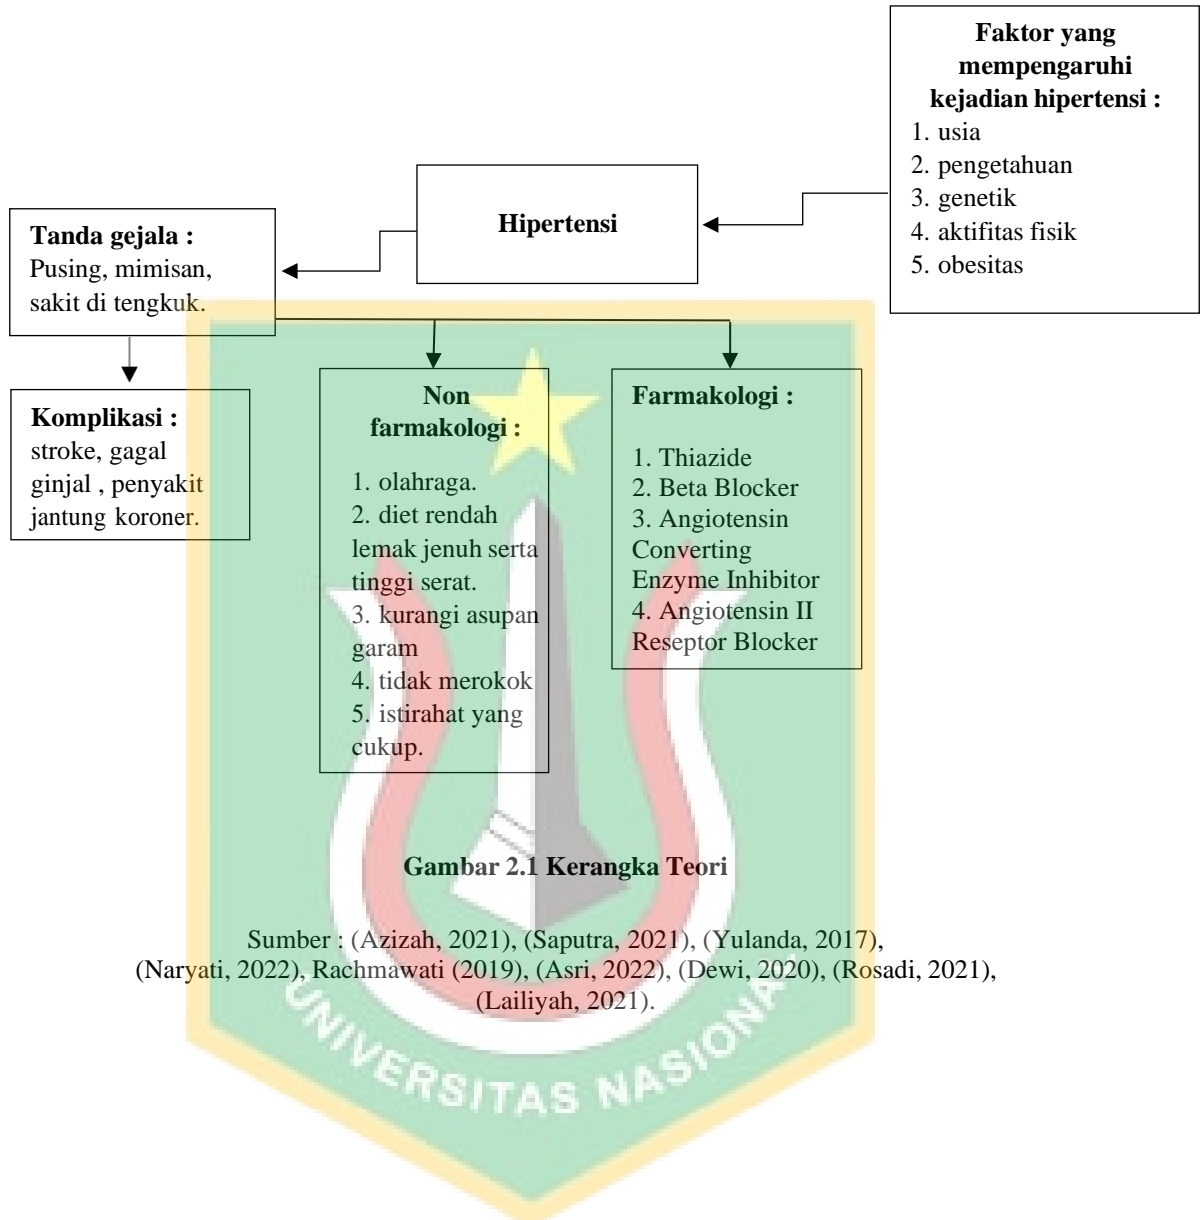 Faktor yang
mempengaruhi
kejadian hipertensi :
1. usia
2. pengetahuan
3. genetik
4. aktifitas fisik
5. obesitas
Hipertensi
Tanda gejala :
Pusing, mimisan,
sakit di tengkuk.
Komplikasi :
stroke, gagal
ginjal , penyakit
jantung koroner.
Non
farmakologi :
1. olahraga.
2. diet rendah
lemak jenuh serta
tinggi serat.
3. kurangi asupan
garam
4. tidak merokok
5. istirahat yang
cukup.
Farmakologi :
1. Thiazide
2. Beta Blocker
3. Angiotensin
Converting
Enzyme Inhibitor
4. Angiotensin II
Reseptor Blocker
Gambar 2.1 Kerangka Teori
Sumber : (Azizah, 2021), (Saputra, 2021), (Yulanda, 2017),
(Naryati, 2022), Rachmawati (2019), (Asri, 2022), (Dewi, 2020), (Rosadi, 2021),
(Lailiyah, 2021).
UNIVERSITAS NASIONAL